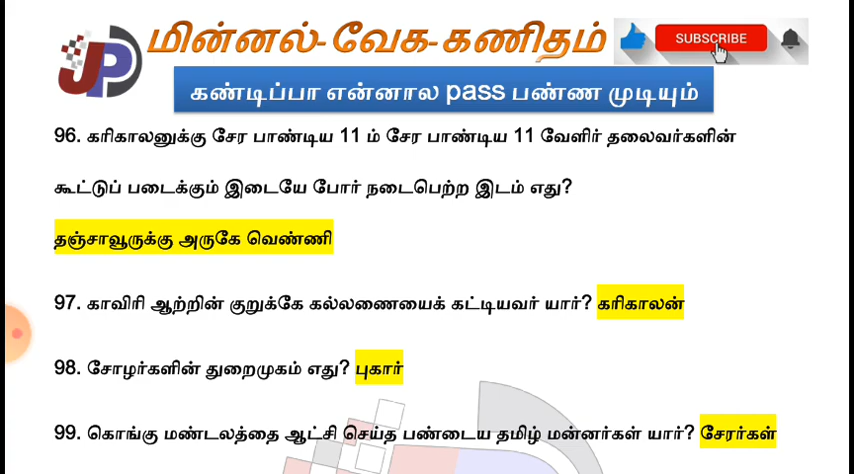 JP
மின்னல்-வேக-கணிதம்
SUBSCRIBE
கண்டிப்பா என்னால pass பண்ண முடியும்
96. கரிகாலனுக்கு சேர பாண்டிய 11 ம் சேர பாண்டிய 11 வேளிர் தலைவர்களின்
கூட்டுப் படைக்கும் இடையே போர் நடைபெற்ற இடம் எது?
தஞ்சாவூருக்கு அருகே வெண்ணி
97. காவிரி ஆற்றின் குறுக்கே கல்லணையைக் கட்டியவர் யார்? கரிகாலன்
98. சோழர்களின் துறைமுகம் எது? புகார்
99. கொங்கு மண்டலத்தை ஆட்சி செய்த பண்டைய தமிழ் மன்னர்கள் யார்? சேரர்கள்